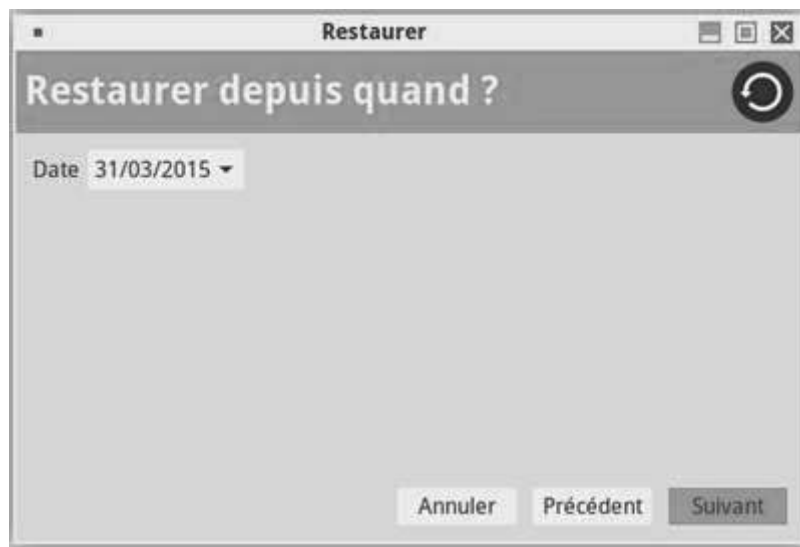 Restaurer
Restaurer depuis quand ?
Date 31/03/2015
Annuler Précédent Suivant